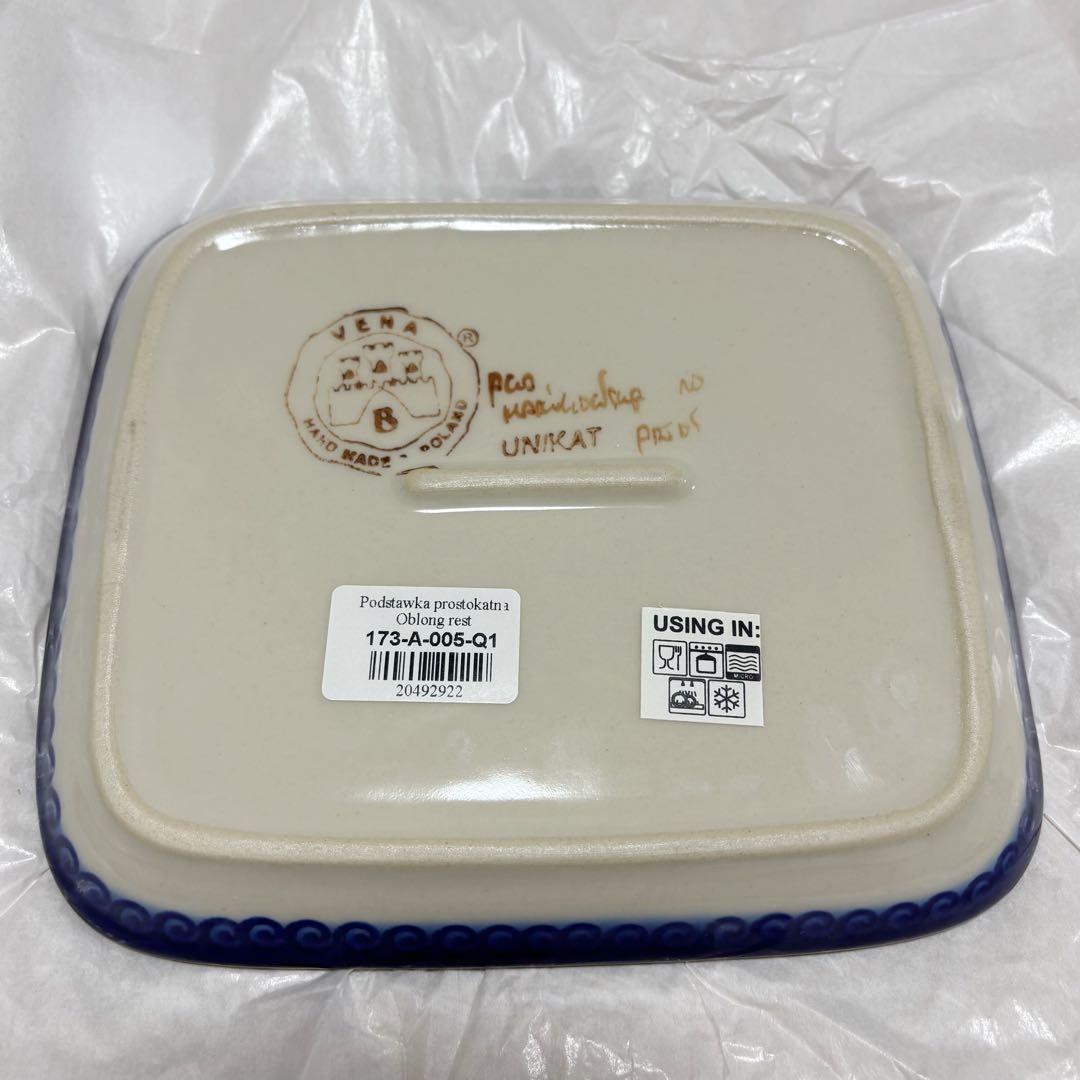 VENA
®
B
HAND MADE · POLAND
UNIKAT
Podstawka prostokatna
Oblong rest
173-A-005-Q1
20492922
USING IN:
MICRO